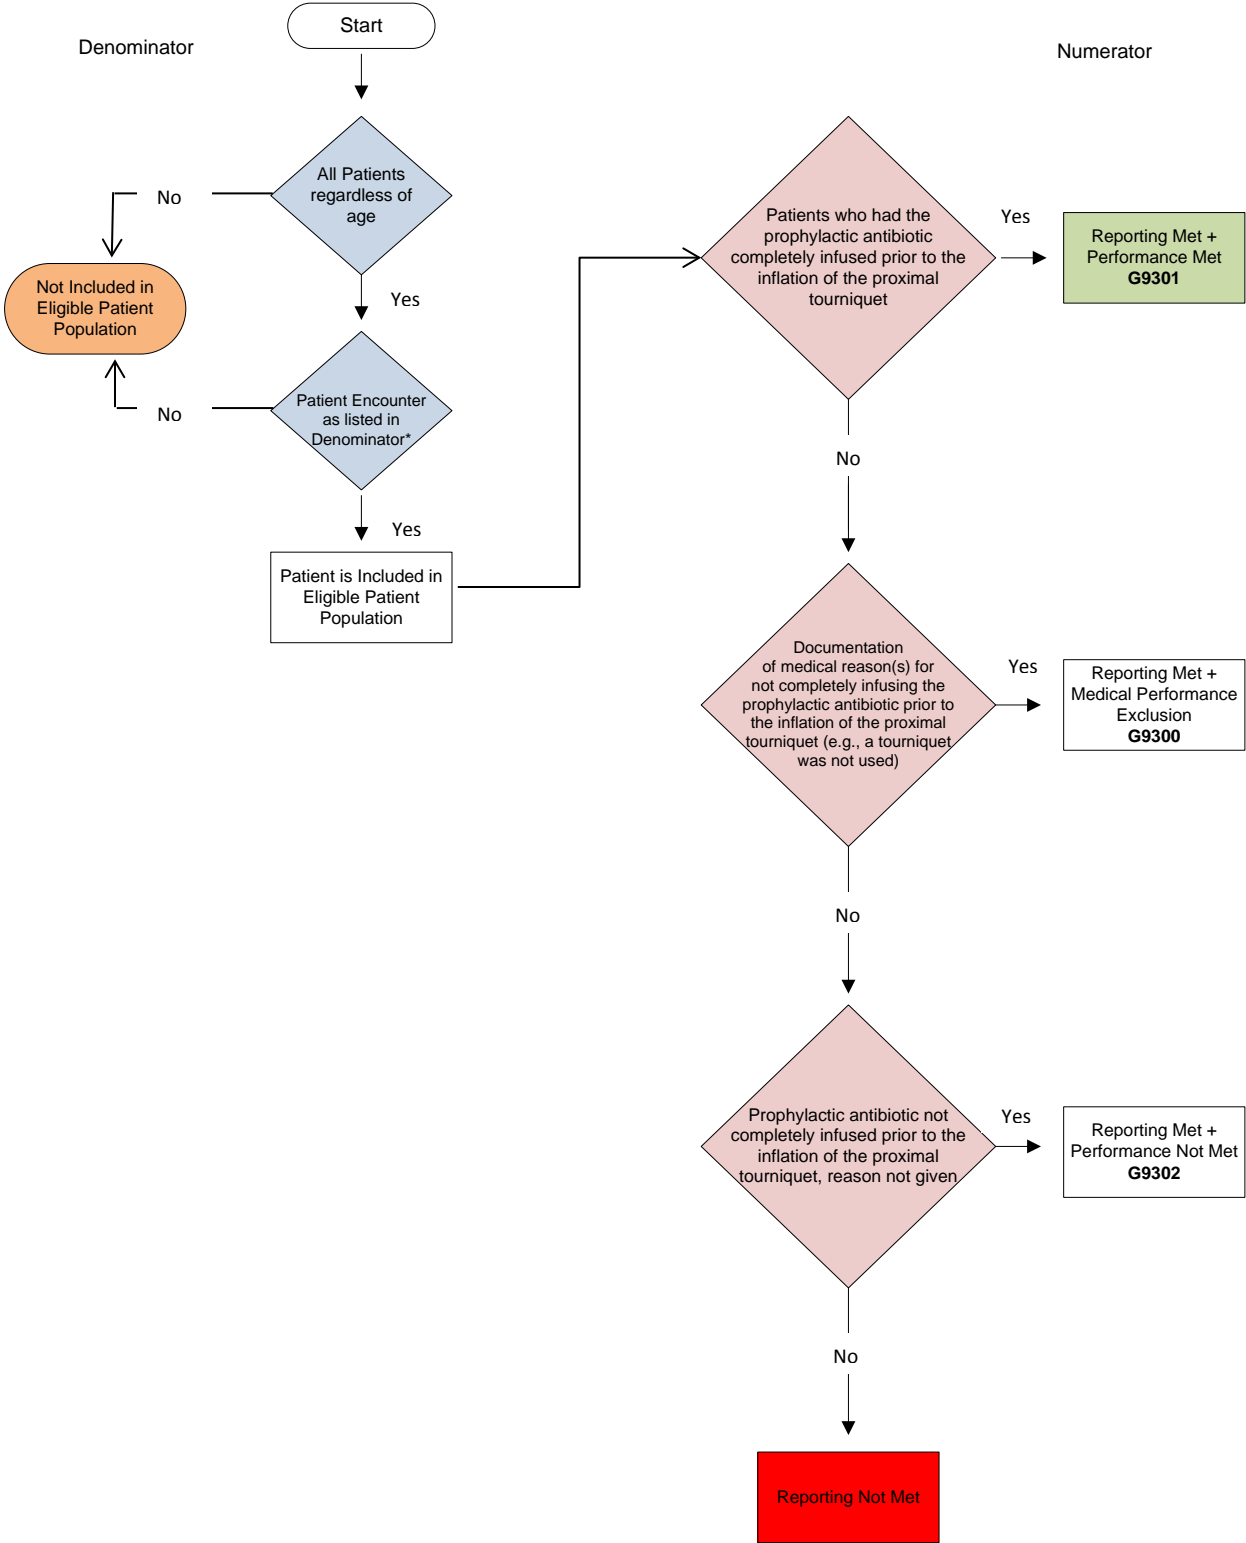 Start
Denominator
Numerator
All Patients
regardless of
age
No
Yes
Not Included in
Eligible Patient
Population
Patient Encounter
as listed in
Denominator*
No
Yes
Patient is Included in
Eligible Patient
Population
Patients who had the
prophylactic antibiotic
completely infused prior to the
inflation of the proximal
tourniquet
Yes
Reporting Met +
Performance Met
G9301
No
Documentation
of medical reason(s) for
not completely infusing the
prophylactic antibiotic prior to
the inflation of the proximal
tourniquet (e.g., a tourniquet
was not used)
Yes
Reporting Met +
Medical Performance
Exclusion
G9300
No
Prophylactic antibiotic not
completely infused prior to the
inflation of the proximal
tourniquet, reason not given
Yes
Reporting Met +
Performance Not Met
G9302
No
Reporting Not Met